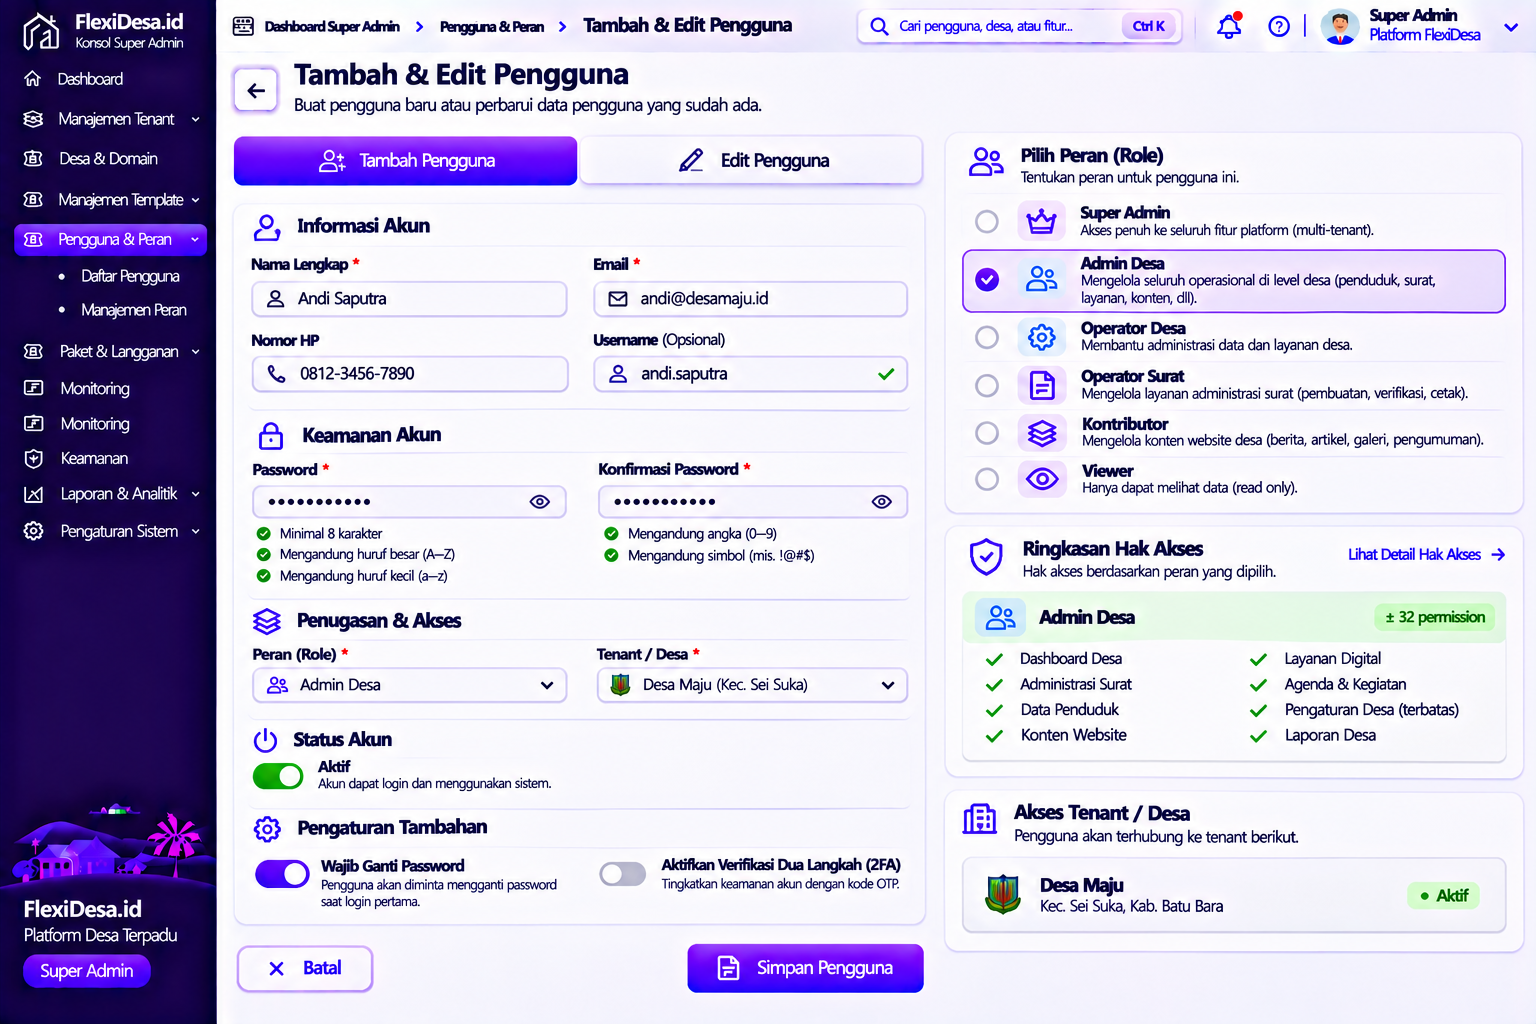 FlexiDesa.id
Konsol Super Admin
Dashboard
Manajemen Tenant
Desa & Domain
Manajemen Template
Pengguna & Peran
Daftar Pengguna
Manajemen Peran
Paket & Langganan
Monitoring
Monitoring
Keamanan
Laporan & Analitik
Pengaturan Sistem
FlexiDesa.id
Platform Desa Terpadu
Super Admin
Dashboard Super Admin > Pengguna & Peran > Tambah & Edit Pengguna
Cari pengguna, desa, atau fitur... Ctrl K
Super Admin
Platform FlexiDesa
Tambah & Edit Pengguna
Buat pengguna baru atau perbarui data pengguna yang sudah ada.
Tambah Pengguna
Edit Pengguna
Informasi Akun
Nama Lengkap *
Andi Saputra
Email *
andi@desamaju.id
Nomor HP
0812-3456-7890
Username (Opsional)
andi.saputra
Keamanan Akun
Password *
•••••••••••
Minimal 8 karakter
Mengandung huruf besar (A–Z)
Mengandung huruf kecil (a–z)
Konfirmasi Password *
•••••••••••
Mengandung angka (0–9)
Mengandung simbol (mis. !@#$)
Penugasan & Akses
Peran (Role) *
Admin Desa
Tenant / Desa *
Desa Maju (Kec. Sei Suka)
Status Akun
Aktif
Akun dapat login dan menggunakan sistem.
Pengaturan Tambahan
Wajib Ganti Password
Pengguna akan diminta mengganti password
saat login pertama.
Aktifkan Verifikasi Dua Langkah (2FA)
Tingkatkan keamanan akun dengan kode OTP.
Batal
Simpan Pengguna
Pilih Peran (Role)
Tentukan peran untuk pengguna ini.
Super Admin
Akses penuh ke seluruh fitur platform (multi-tenant).
Admin Desa
Mengelola seluruh operasional di level desa (penduduk, surat,
layanan, konten, dll).
Operator Desa
Membantu administrasi data dan layanan desa.
Operator Surat
Mengelola layanan administrasi surat (pembuatan, verifikasi, cetak).
Kontributor
Mengelola konten website desa (berita, artikel, galeri, pengumuman).
Viewer
Hanya dapat melihat data (read only).
Ringkasan Hak Akses
Hak akses berdasarkan peran yang dipilih.
Lihat Detail Hak Akses →
Admin Desa
± 32 permission
Dashboard Desa
Administrasi Surat
Data Penduduk
Konten Website
Layanan Digital
Agenda & Kegiatan
Pengaturan Desa (terbatas)
Laporan Desa
Akses Tenant / Desa
Pengguna akan terhubung ke tenant berikut.
Desa Maju
Kec. Sei Suka, Kab. Batu Bara
• Aktif